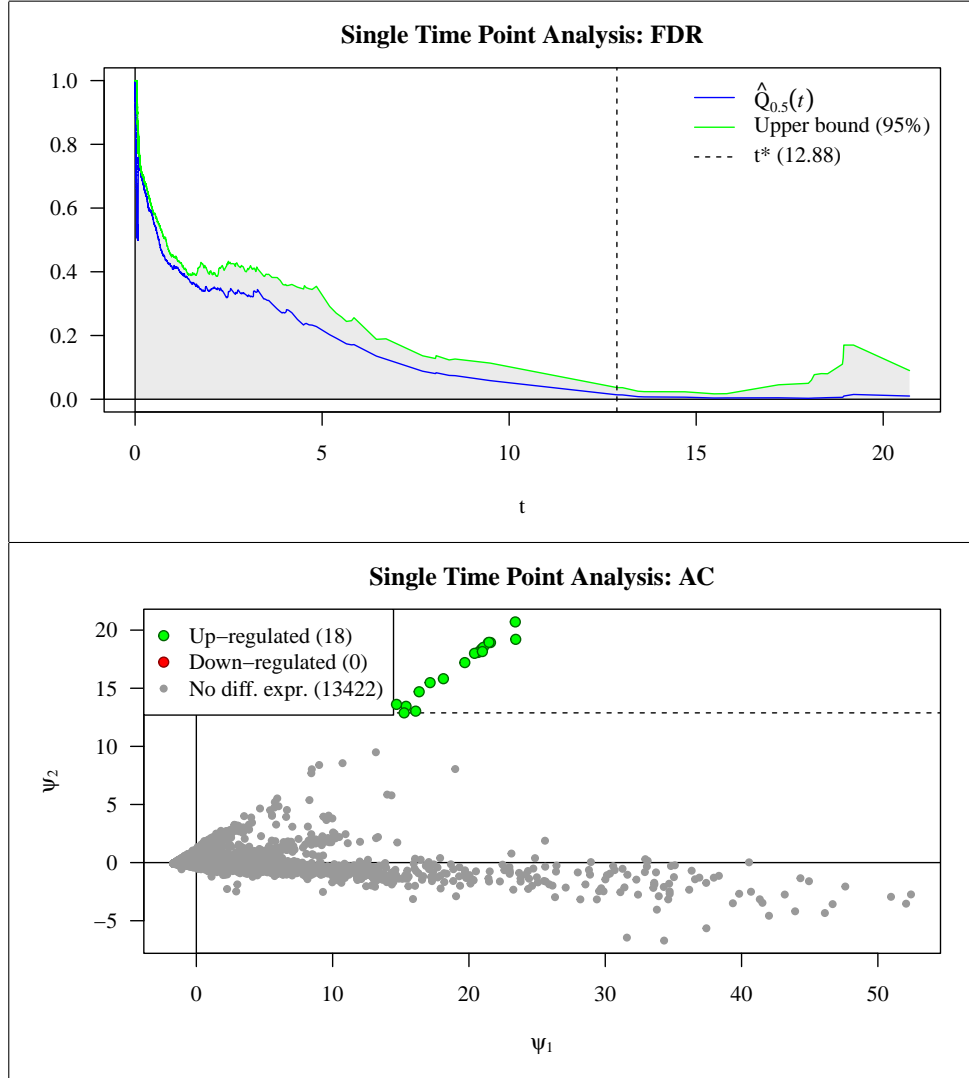 Single Time Point Analysis: FDR
1.0
0.8
0.6
0.4
0.2
0.0
Q̂0.5(t)
Upper bound (95%)
t* (12.88)
0 5 10 15 20
t
Single Time Point Analysis: AC
20
15
10
5
0
−5
ψ2
Up−regulated (18)
Down−regulated (0)
No diff. expr. (13422)
0 10 20 30 40 50
ψ1